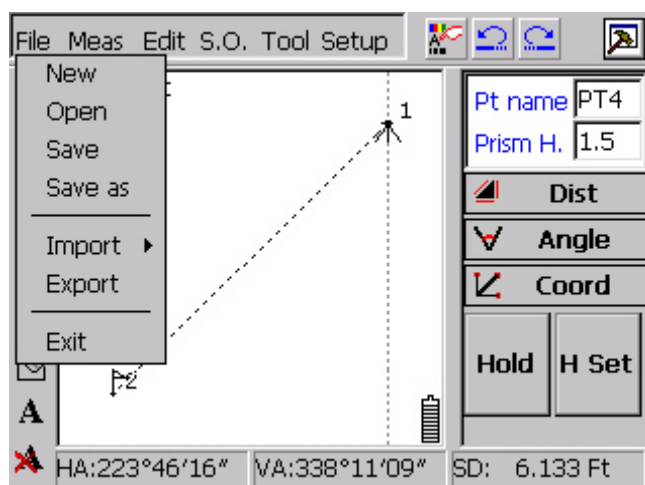 File Meas Edit S.O. Tool Setup
New
Open
Save
Save as
Import
Export
Exit
1
2
A
Pt name PT4
Prism H. 1.5
Dist
Angle
Coord
Hold H Set
HA:223°46'16" VA:338°11'09" SD: 6.133 Ft